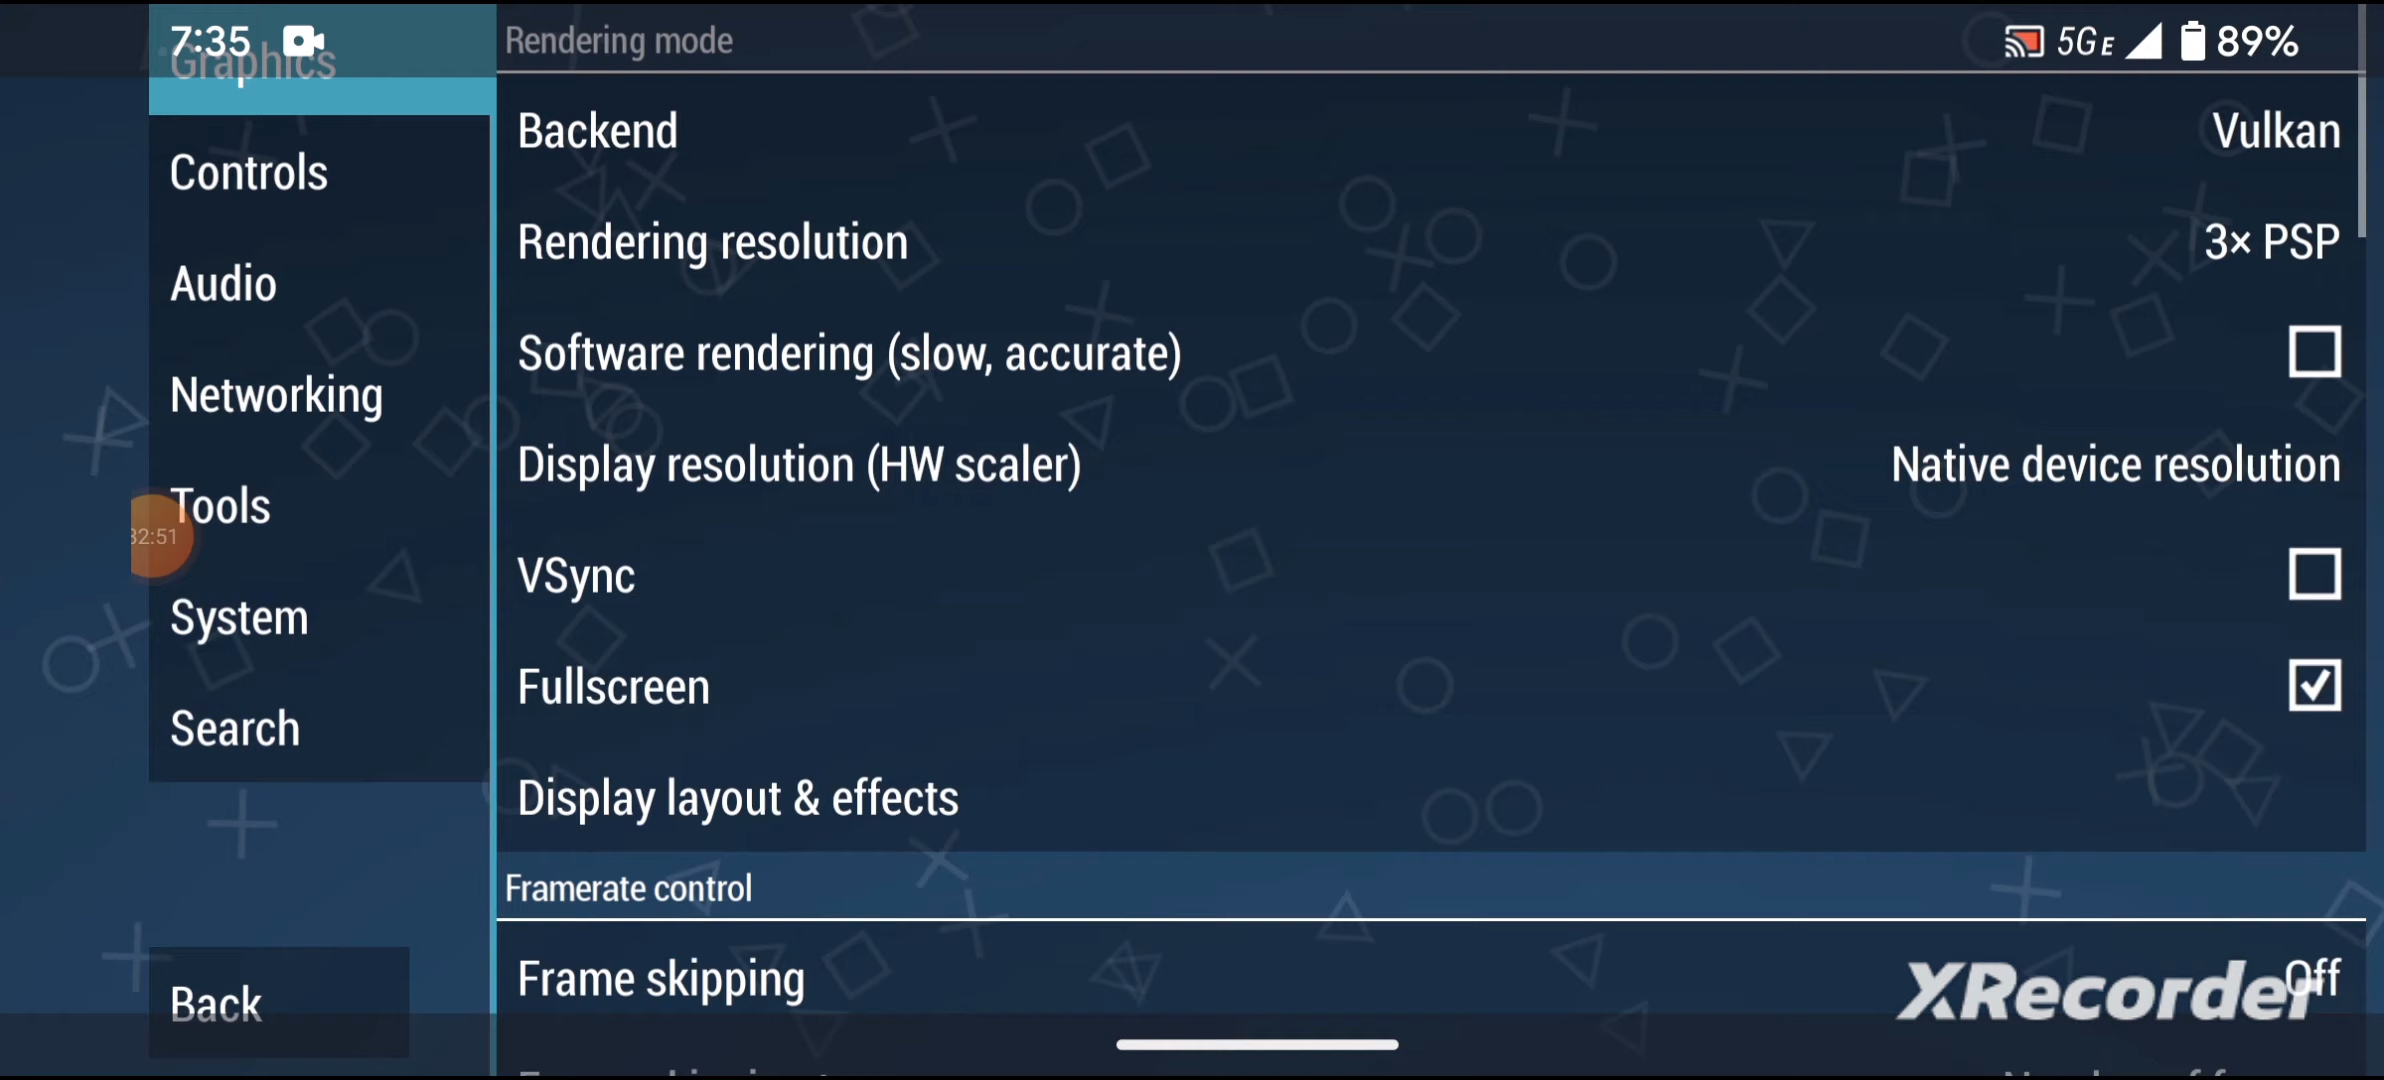 7:35
5GE 89%
Graphics
Controls
Audio
Networking
Tools
32:51
System
Search
Back
Rendering mode
Backend Vulkan
Rendering resolution 3× PSP
Software rendering (slow, accurate)
Display resolution (HW scaler) Native device resolution
VSync
Fullscreen
Display layout & effects
Framerate control
Frame skipping Off
XRecorder